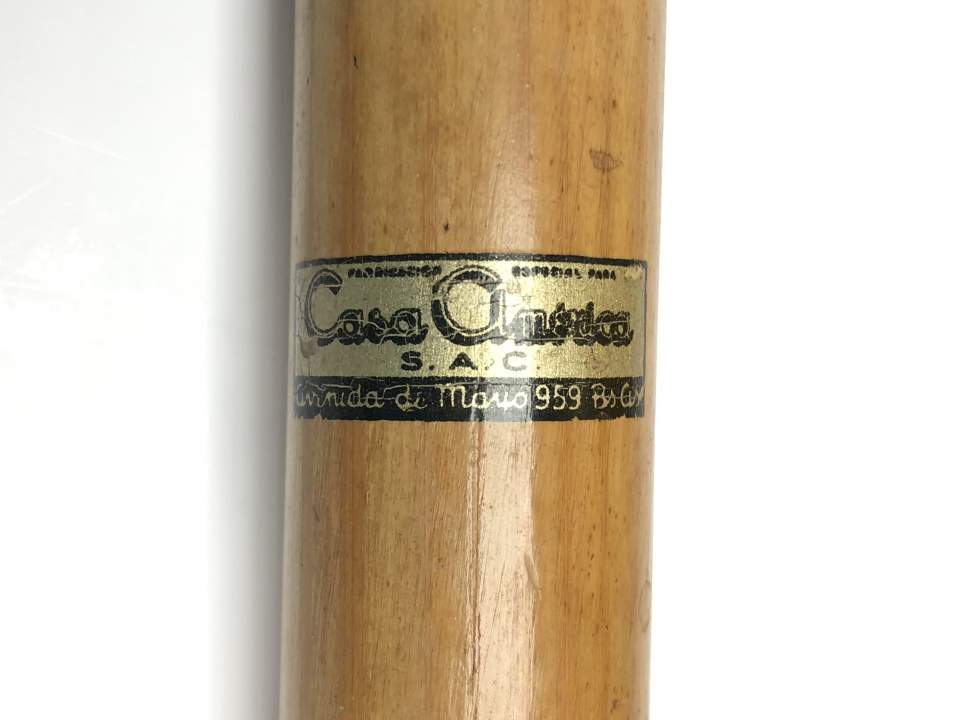 FABRICACION ESPECIAL PARA
Casa América
S. A. C.
Avenida de Mayo 959 Bs As